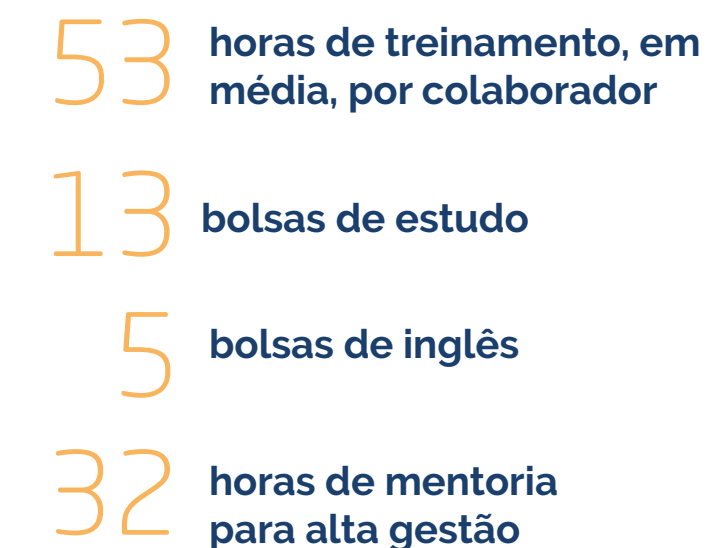 53 horas de treinamento, em
média, por colaborador
13 bolsas de estudo
5 bolsas de inglês
32 horas de mentoria
para alta gestão